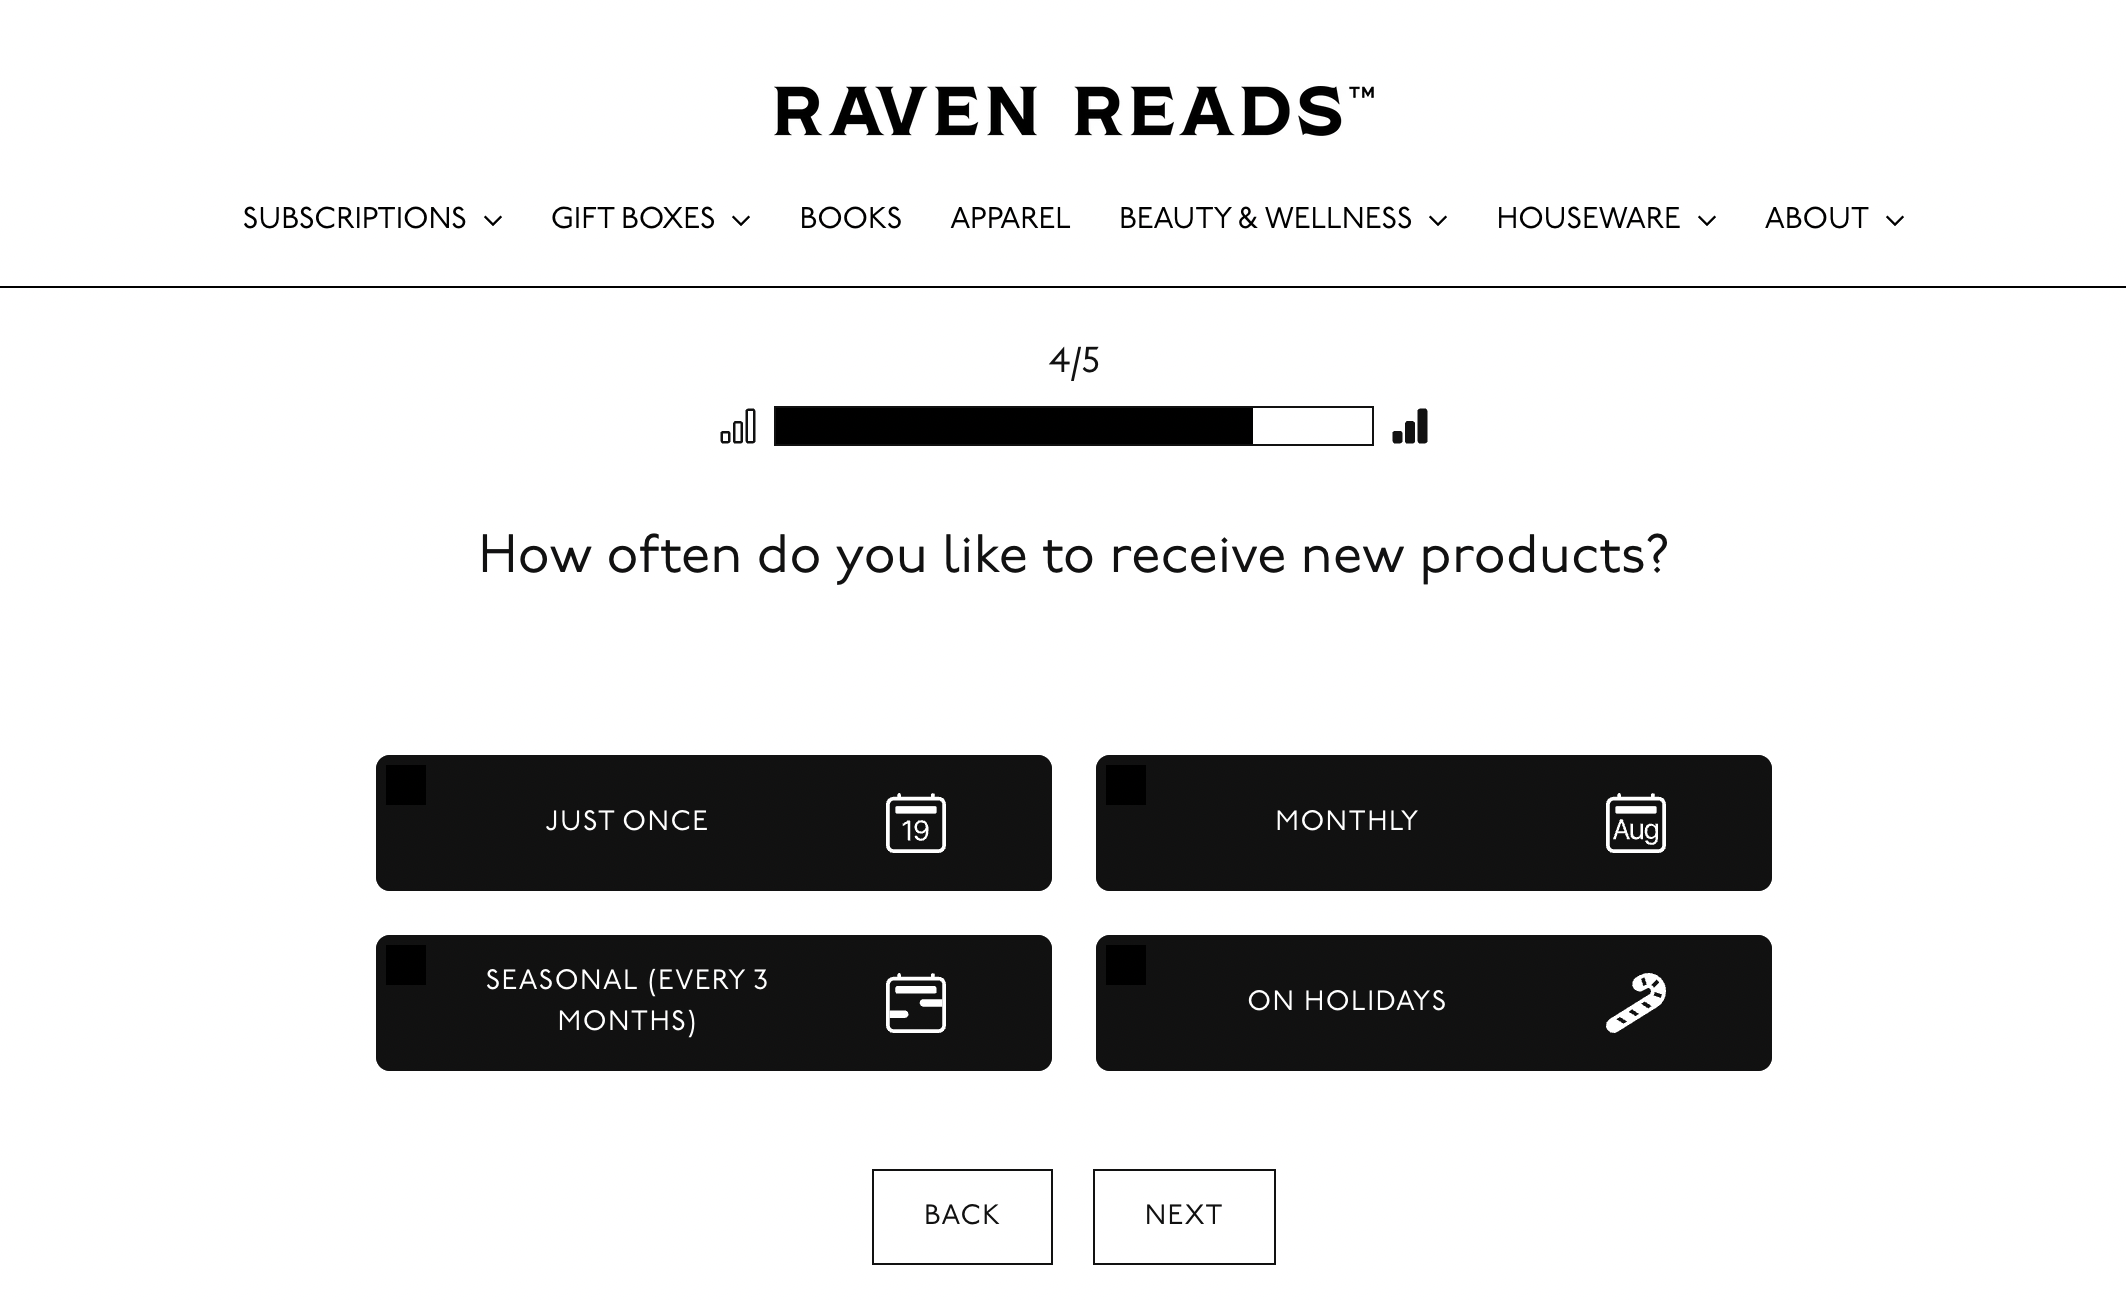 RAVEN READS™
SUBSCRIPTIONS GIFT BOXES BOOKS APPAREL BEAUTY & WELLNESS HOUSEWARE ABOUT
4/5
How often do you like to receive new products?
JUST ONCE 19 MONTHLY Aug
SEASONAL (EVERY 3
MONTHS)
ON HOLIDAYS
BACK NEXT